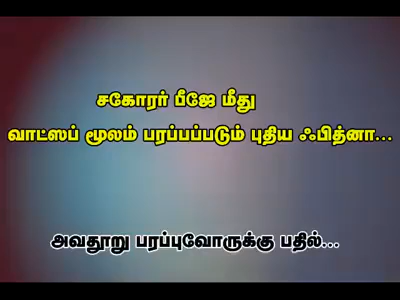 சகோரர் பீஜே மீது
வாட்ஸப் மூலம் பரப்பப்படும் புதிய ஃபித்னா...
அவதூறு பரப்புவோருக்கு பதில்...